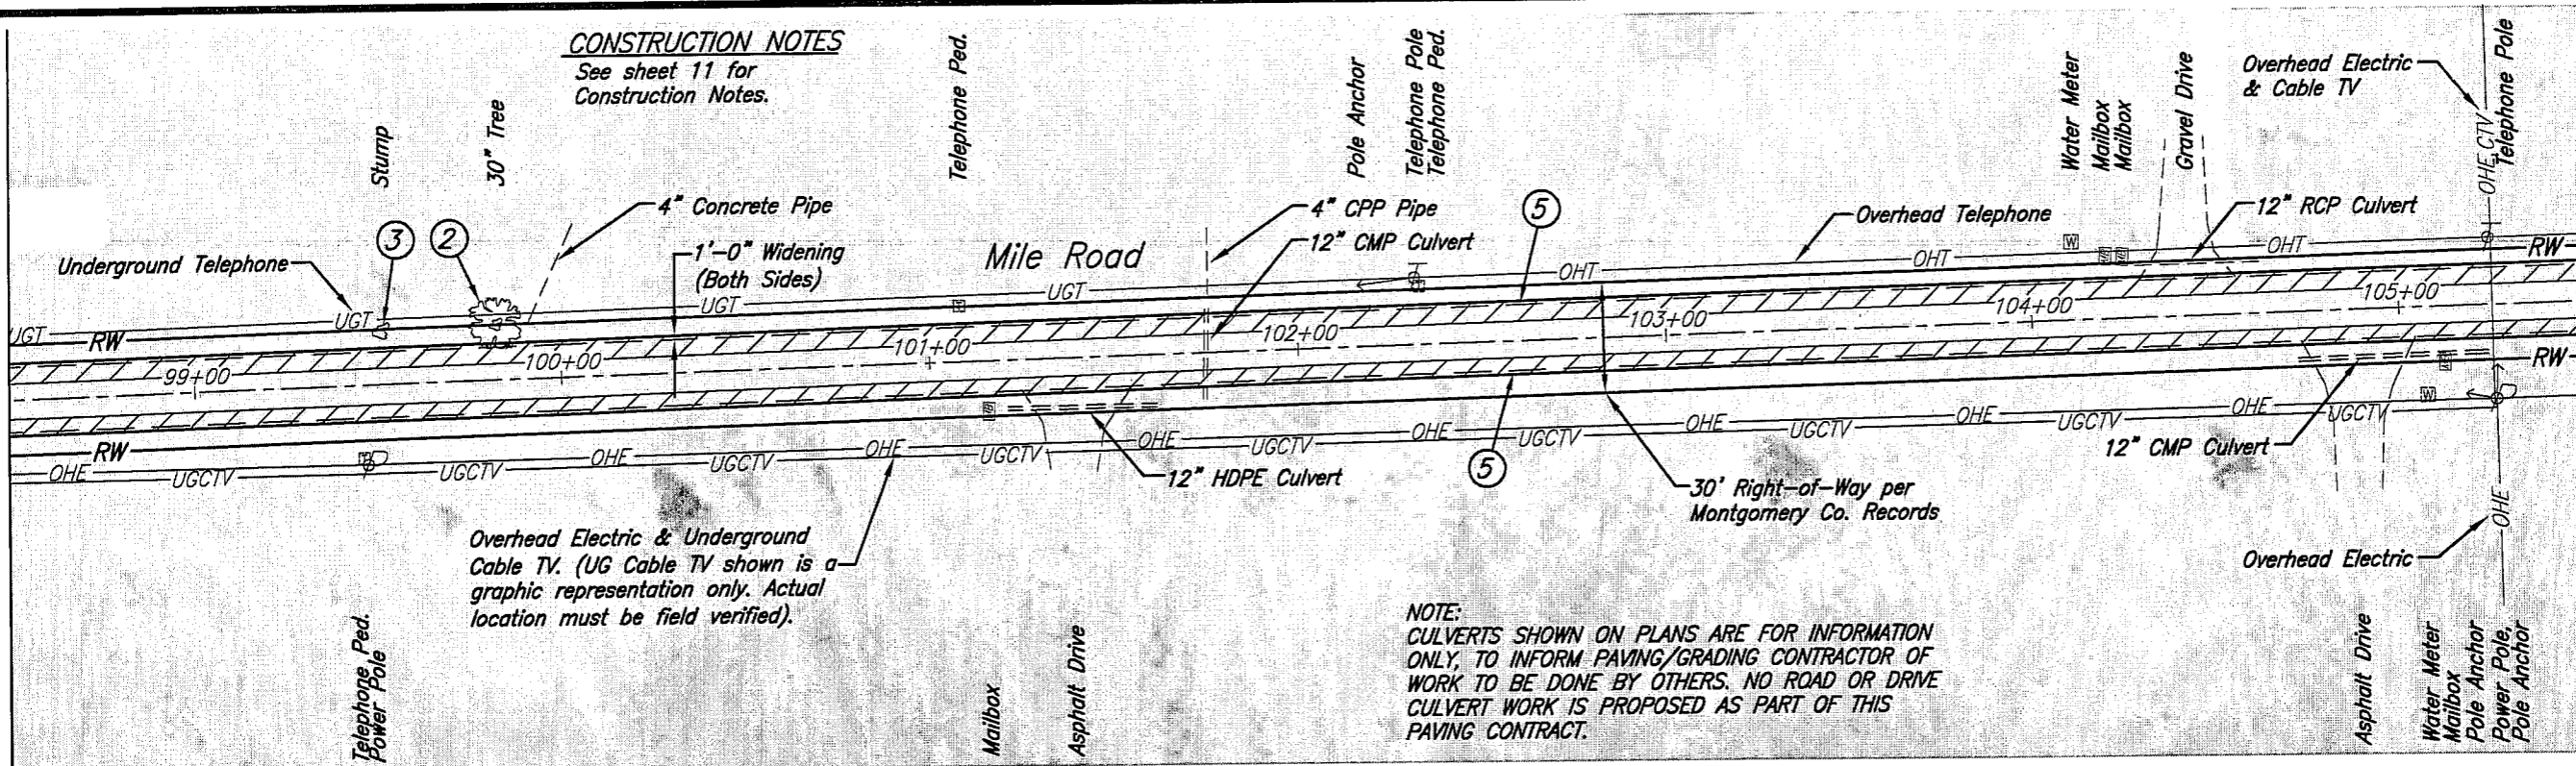 CONSTRUCTION NOTES
See sheet 11 for
Construction Notes.
Stump
30" Tree
Telephone Ped.
Pole Anchor
Telephone Pole
Telephone Ped.
Water Meter
Mailbox
Mailbox
Gravel Drive
Overhead Electric
& Cable TV
OHE,CTV
Telephone Pole
3
2
4" Concrete Pipe
1'-0" Widening
(Both Sides)
Mile Road
4" CPP Pipe
12" CMP Culvert
5
Overhead Telephone
12" RCP Culvert
Underground Telephone
UGT
UGT
UGT
UGT
OHT
OHT
OHT
W
RW
RW
99+00
100+00
101+00
102+00
103+00
104+00
105+00
RW
RW
W
OHE
UGCTV
UGCTV
OHE
UGCTV
OHE
UGCTV
OHE
UGCTV
OHE
UGCTV
OHE
UGCTV
OHE
UGCTV
OHE
UGCTV
12" HDPE Culvert
5
30' Right-of-Way per
Montgomery Co. Records
12" CMP Culvert
OHE
Overhead Electric
Overhead Electric & Underground
Cable TV. (UG Cable TV shown is a
graphic representation only. Actual
location must be field verified).
NOTE:
CULVERTS SHOWN ON PLANS ARE FOR INFORMATION
ONLY, TO INFORM PAVING/GRADING CONTRACTOR OF
WORK TO BE DONE BY OTHERS. NO ROAD OR DRIVE
CULVERT WORK IS PROPOSED AS PART OF THIS
PAVING CONTRACT.
Telephone Ped.
Power Pole
Mailbox
Asphalt Drive
Asphalt Drive
Water Meter
Mailbox
Pole Anchor
Power Pole,
Pole Anchor